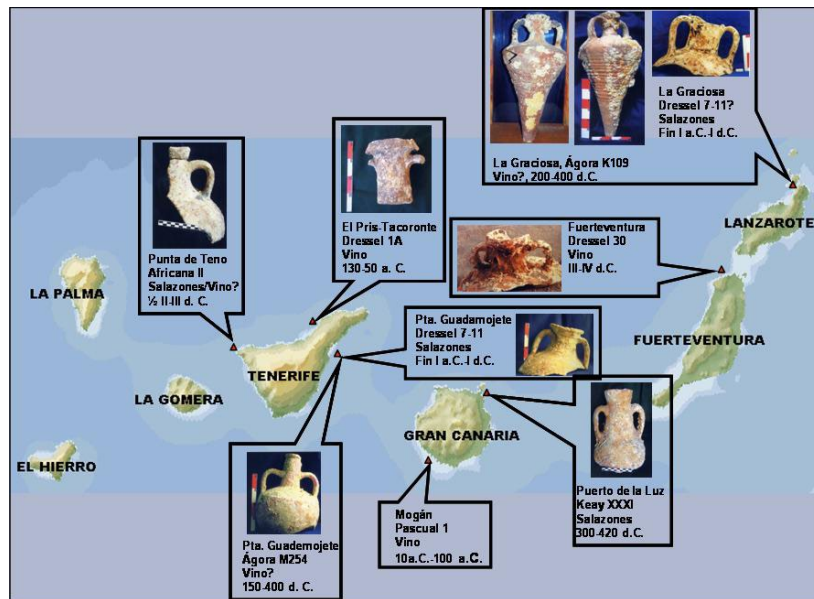 La Graciosa
Dressel 7-11?
Salazones
Fin I a.C.-I d.C.
La Graciosa, Ágora K109
Vino?, 200-400 d.C.
LANZAROTE
El Pris-Tacoronte
Dressel 1A
Vino
130-50 a. C.
Fuerteventura
Dressel 30
Vino
III-IV d.C.
Punta de Teno
Africana II
Salazones/Vino?
½ II-III d. C.
LA PALMA
Pta. Guadamojete
Dressel 7-11
Salazones
Fin I a.C.-I d.C.
FUERTEVENTURA
TENERIFE
LA GOMERA
GRAN CANARIA
EL HIERRO
Pta. Guadamojete
Ágora M254
Vino?
150-400 d. C.
Mogán
Pascual 1
Vino
10a.C.-100 a.C.
Puerto de la Luz
Keay XXXI
Salazones
300-420 d.C.